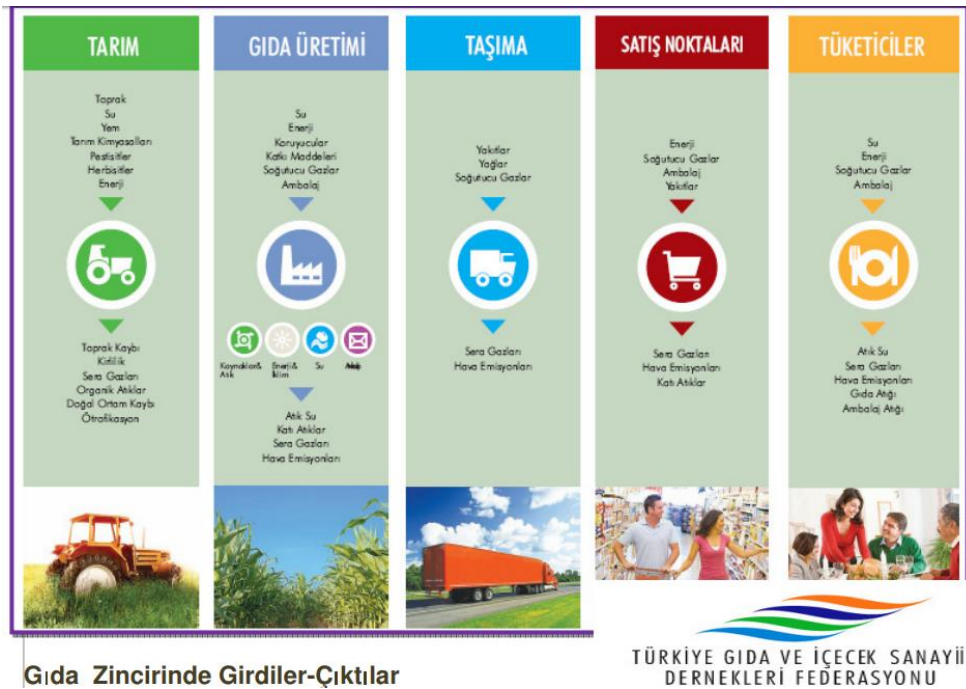 TARIM
Toprak
Su
Yem
Tarım Kimyasalları
Pestisitler
Herbisitler
Enerji
Toprak Kaybı
Kirlilik
Sera Gazları
Organik Atıklar
Doğal Ortam Kaybı
Ötrofikasyon
GIDA ÜRETİMİ
Su
Enerji
Koruyucular
Katkı Maddeleri
Soğutucu Gazlar
Ambalaj
Kaynaklar&
Atık
Enerji&
İklim
Su
Atık Su
Katı Atıklar
Sera Gazları
Hava Emisyonları
TAŞIMA
Yakıtlar
Yağlar
Soğutucu Gazlar
Sera Gazları
Hava Emisyonları
SATIŞ NOKTALARI
Enerji
Soğutucu Gazlar
Ambalaj
Yakıtlar
Sera Gazları
Hava Emisyonları
Katı Atıklar
TÜKETİCİLER
Su
Enerji
Soğutucu Gazlar
Ambalaj
Atık Su
Sera Gazları
Hava Emisyonları
Gıda Atığı
Ambalaj Atığı
Gıda Zincirinde Girdiler-Çıktılar
TÜRKİYE GIDA VE İÇECEK SANAYİİ
DERNEKLERİ FEDERASYONU